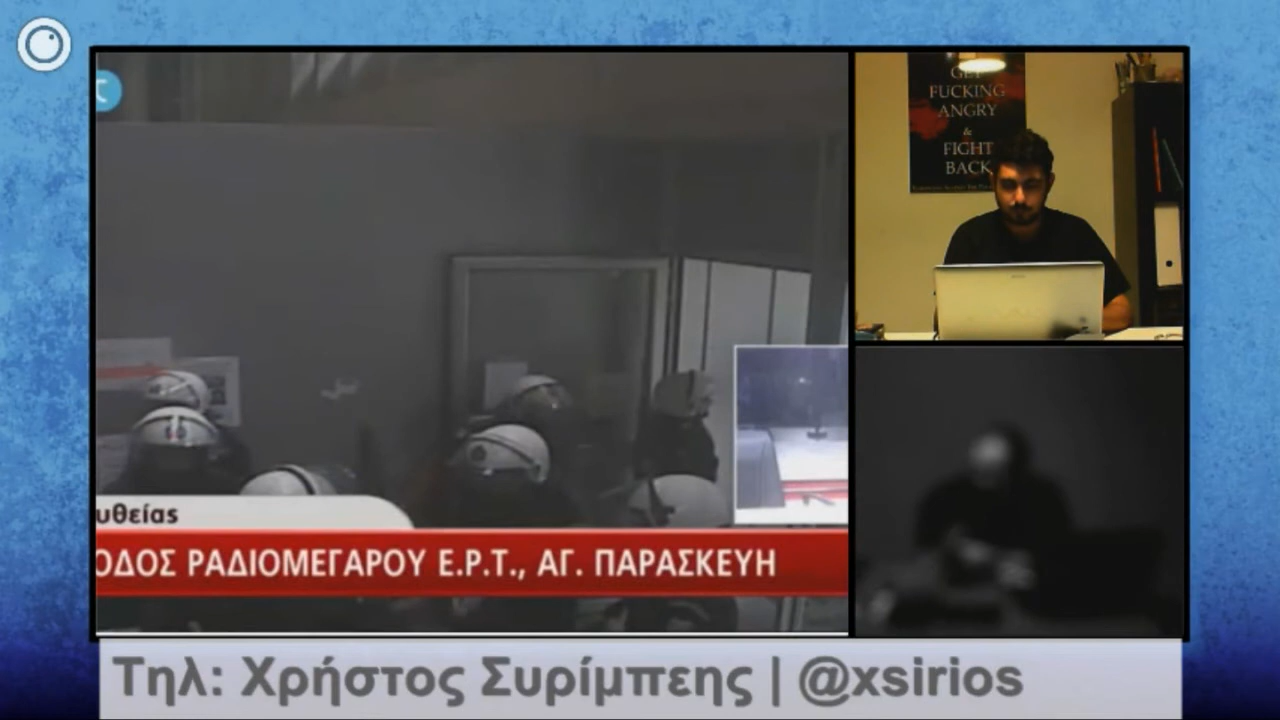 υθείας
ΟΔΟΣ ΡΑΔΙΟΜΕΓΑΡΟΥ Ε.Ρ.Τ., ΑΓ. ΠΑΡΑΣΚΕΥΗ
GET
FUCKING
ANGRY
&
FIGHT
BACK
Τηλ: Χρήστος Συρίμπεης | @xsirios